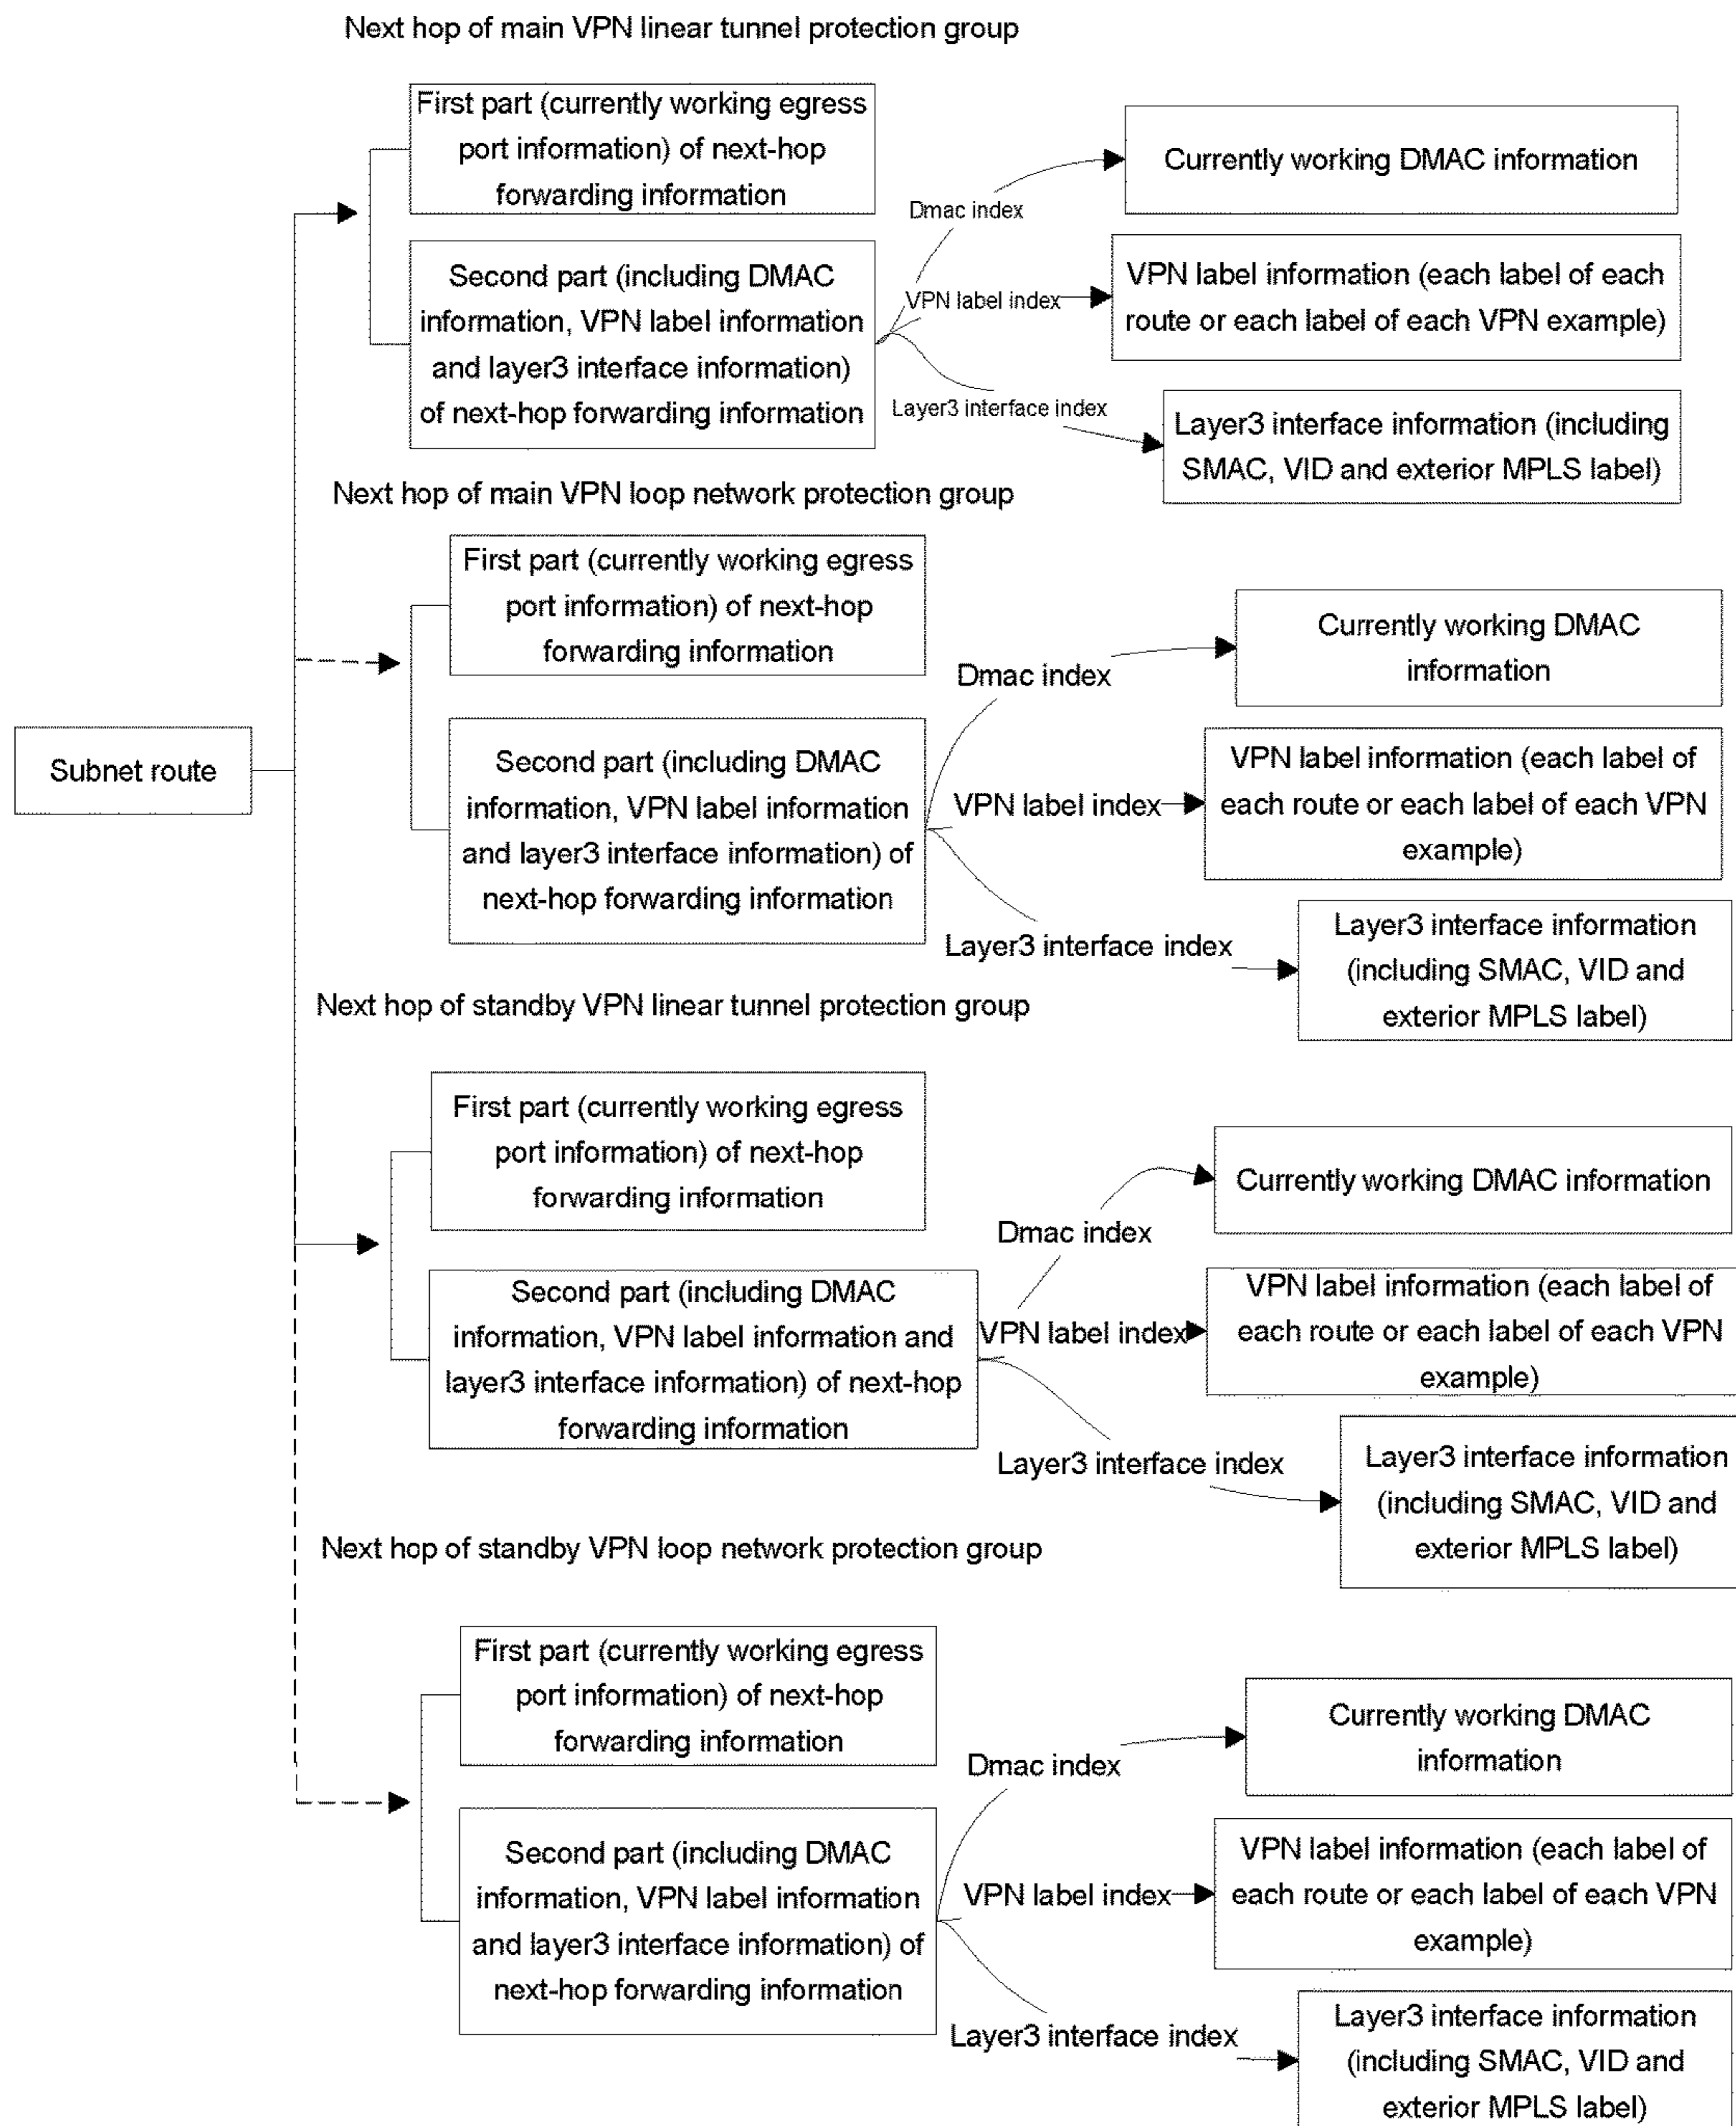 Next hop of main VPN linear tunnel protection group
First part (currently working egress
port information) of next-hop
forwarding information
Second part (including DMAC
information, VPN label information
and layer3 interface information)
of next-hop forwarding information
Dmac index
VPN label index
Layer3 interface index
Currently working DMAC information
VPN label information (each label of each
route or each label of each VPN example)
Layer3 interface information (including
SMAC, VID and exterior MPLS label)
Next hop of main VPN loop network protection group
First part (currently working egress
port information) of next-hop
forwarding information
Subnet route
Second part (including DMAC
information, VPN label information
and layer3 interface information) of
next-hop forwarding information
Dmac index
VPN label index
Layer3 interface index
Currently working DMAC
information
VPN label information (each label of
each route or each label of each VPN
example)
Layer3 interface information
(including SMAC, VID and
exterior MPLS label)
Next hop of standby VPN linear tunnel protection group
First part (currently working egress
port information) of next-hop
forwarding information
Second part (including DMAC
information, VPN label information and
layer3 interface information) of next-hop
forwarding information
Dmac index
VPN label index
Layer3 interface index
Currently working DMAC information
VPN label information (each label of
each route or each label of each VPN
example)
Layer3 interface information
(including SMAC, VID and
exterior MPLS label)
Next hop of standby VPN loop network protection group
First part (currently working egress
port information) of next-hop
forwarding information
Second part (including DMAC
information, VPN label information
and layer3 interface information) of
next-hop forwarding information
Dmac index
VPN label index
Layer3 interface index
Currently working DMAC
information
VPN label information (each label of
each route or each label of each VPN
example)
Layer3 interface information
(including SMAC, VID and
exterior MPLS label)